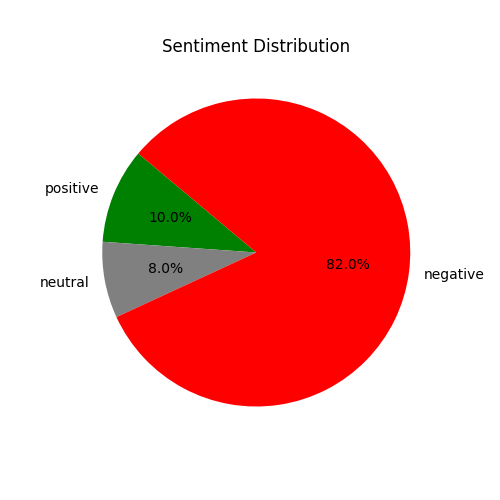 Sentiment Distribution
positive
10.0%
neutral
8.0%
82.0%
negative